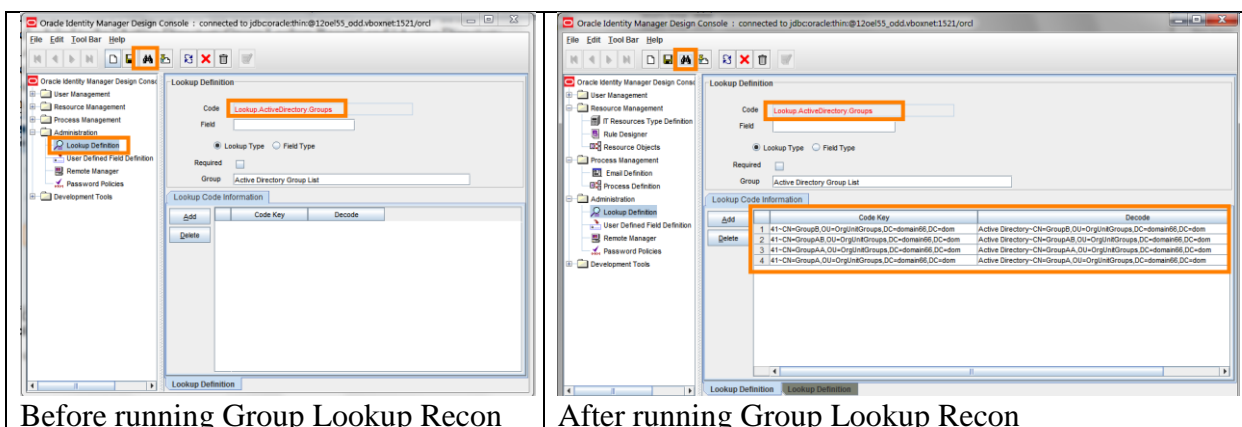 Oracle Identity Manager Design Console : connected to jdbc:oracle:thin:@12oel55_odd.vboxnet:1521/orcl
File Edit Tool Bar Help
Oracle Identity Manager Design Conso
User Management
Resource Management
Process Management
Administration
Lookup Definition
User Defined Field Definition
Remote Manager
Password Policies
Development Tools
Lookup Definition
Code Lookup.ActiveDirectory.Groups
Field
Lookup Type Field Type
Required
Group Active Directory Group List
Lookup Code Information
Add Code Key Decode
Delete
Lookup Definition
Before running Group Lookup Recon
Oracle Identity Manager Design Console : connected to jdbc:oracle:thin:@12oel55_odd.vboxnet:1521/orcl
File Edit Tool Bar Help
Oracle Identity Manager Design Conso
User Management
Resource Management
IT Resources Type Definition
Rule Designer
Resource Objects
Process Management
Email Definition
Process Definition
Administration
Lookup Definition
User Defined Field Definition
Remote Manager
Password Policies
Development Tools
Lookup Definition
Code Lookup.ActiveDirectory.Groups
Field
Lookup Type Field Type
Required
Group Active Directory Group List
Lookup Code Information
Add Code Key Decode
1 41~CN=GroupB,OU=OrgUnitGroups,DC=domain66,DC=dom Active Directory~CN=GroupB,OU=OrgUnitGroups,DC=domain66,DC=dom
Delete 2 41~CN=GroupAB,OU=OrgUnitGroups,DC=domain66,DC=dom Active Directory~CN=GroupAB,OU=OrgUnitGroups,DC=domain66,DC=dom
3 41~CN=GroupAA,OU=OrgUnitGroups,DC=domain66,DC=dom Active Directory~CN=GroupAA,OU=OrgUnitGroups,DC=domain66,DC=dom
4 41~CN=GroupA,OU=OrgUnitGroups,DC=domain66,DC=dom Active Directory~CN=GroupA,OU=OrgUnitGroups,DC=domain66,DC=dom
Lookup Definition Lookup Definition
After running Group Lookup Recon